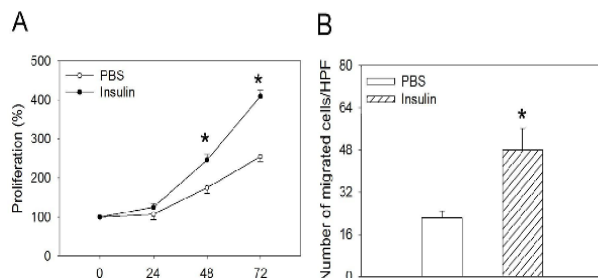 A
500
400
300
200
100
0
Proliferation (%)
PBS
Insulin
*
*
0 24 48 72
B
80
64
48
32
16
0
Number of migrated cells/HPF
PBS
Insulin
*